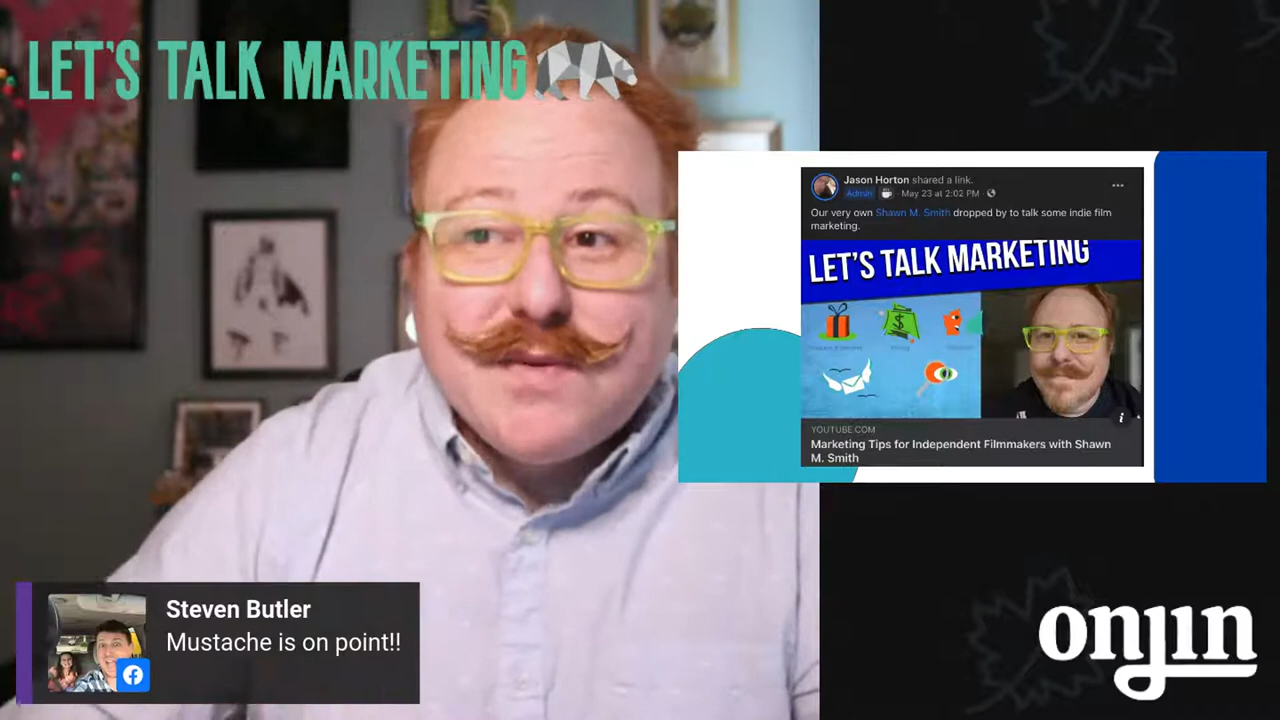 LET'S TALK MARKETING
Jason Horton shared a link.
Admin · May 23 at 2:02 PM ·
Our very own Shawn M. Smith dropped by to talk some indie film
marketing.
LET'S TALK MARKETING
YOUTUBE.COM
Marketing Tips for Independent Filmmakers with Shawn
M. Smith
Steven Butler
Mustache is on point!!
onjin